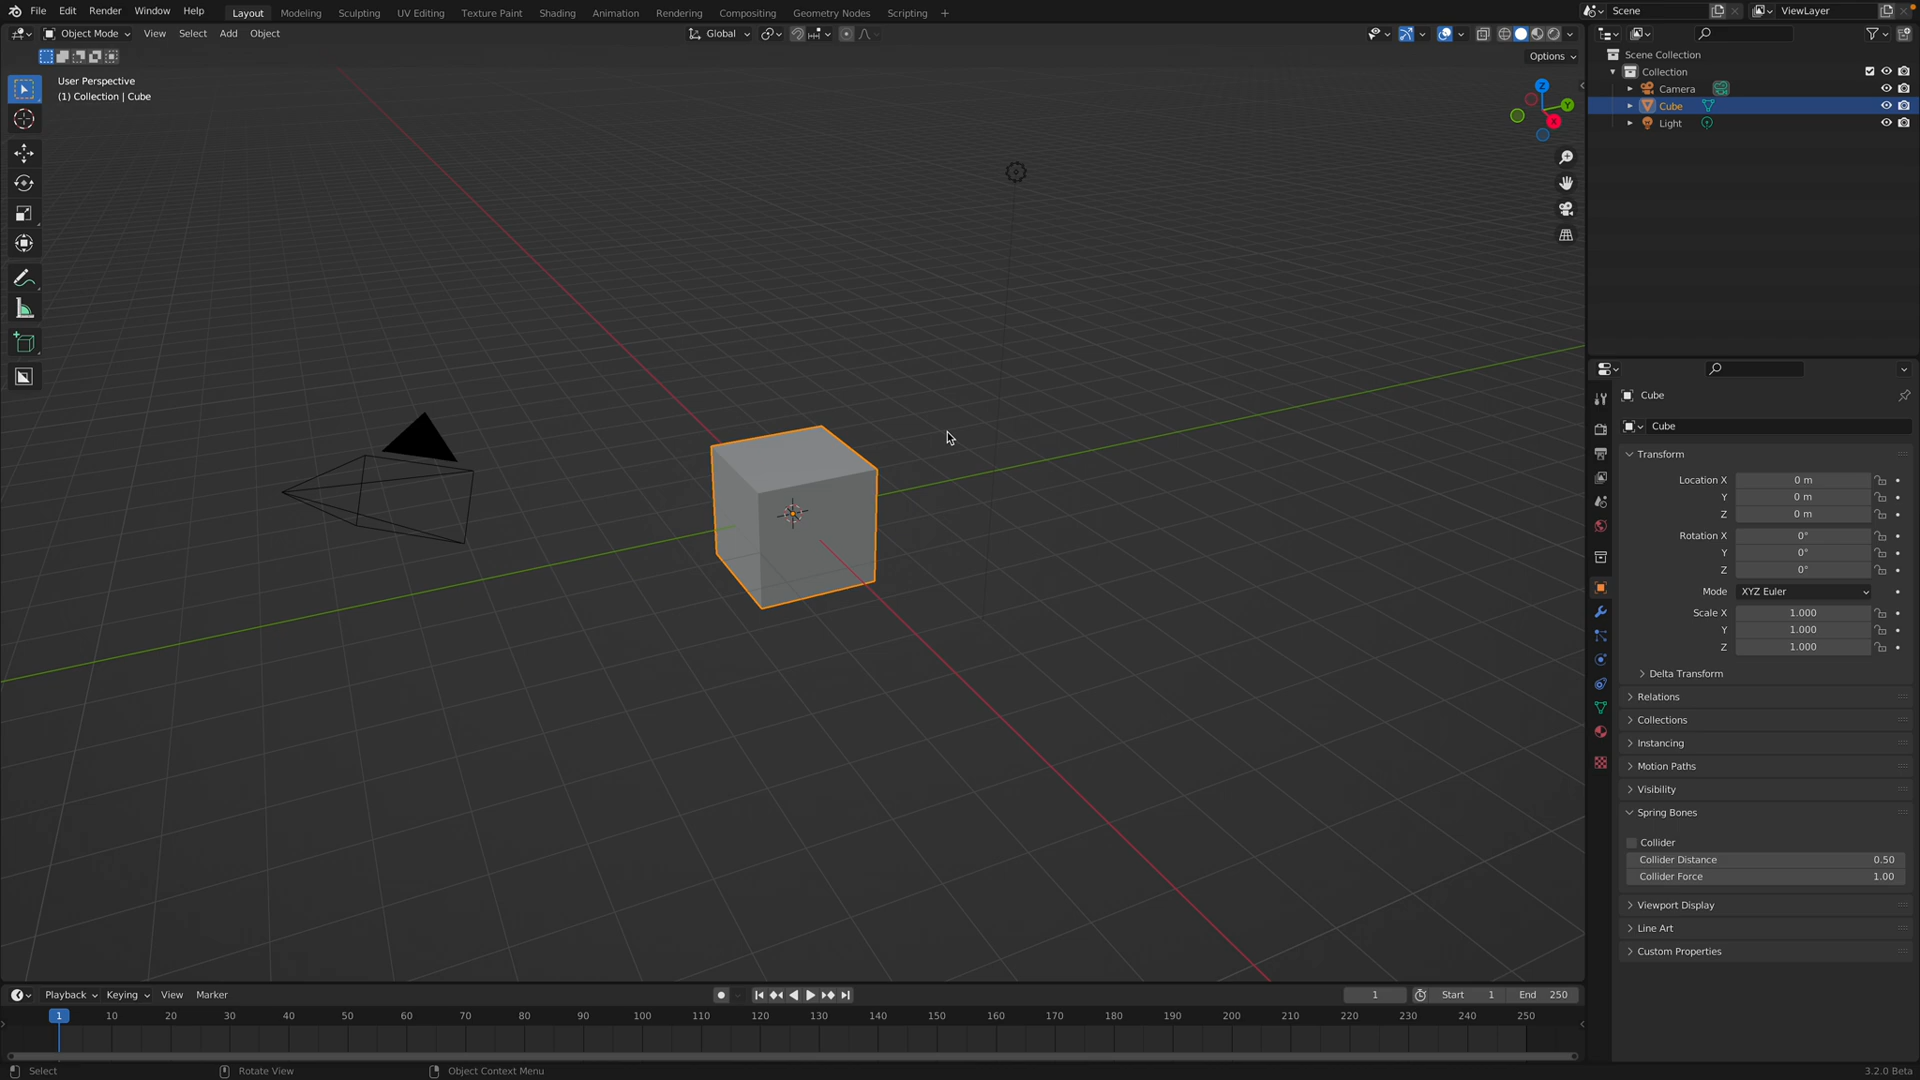 File Edit Render Window Help Layout Modeling Sculpting UV Editing Texture Paint Shading Animation Rendering Compositing Geometry Nodes Scripting + Scene ViewLayer
Object Mode View Select Add Object Global
Options
User Perspective
(1) Collection | Cube
Z
Y
X
Scene Collection
Collection
Camera
Cube
Light
Cube
Cube
Transform
Location X 0 m
Y 0 m
Z 0 m
Rotation X 0°
Y 0°
Z 0°
Mode XYZ Euler
Scale X 1.000
Y 1.000
Z 1.000
Delta Transform
Relations
Collections
Instancing
Motion Paths
Visibility
Spring Bones
Collider
Collider Distance 0.50
Collider Force 1.00
Viewport Display
Line Art
Custom Properties
Playback Keying View Marker 1 Start 1 End 250
1 10 20 30 40 50 60 70 80 90 100 110 120 130 140 150 160 170 180 190 200 210 220 230 240 250
Select Rotate View Object Context Menu 3.2.0 Beta